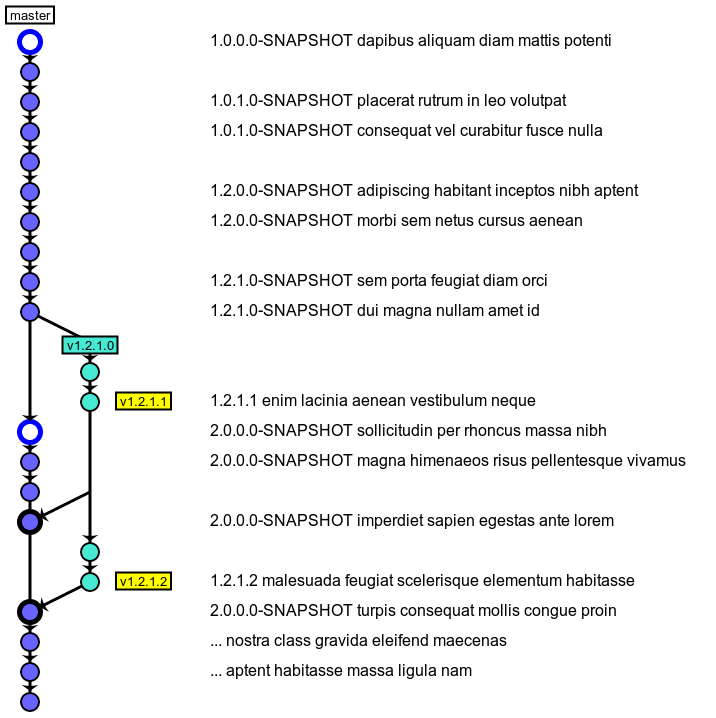 master
1.0.0.0-SNAPSHOT dapibus aliquam diam mattis potenti
1.0.1.0-SNAPSHOT placerat rutrum in leo volutpat
1.0.1.0-SNAPSHOT consequat vel curabitur fusce nulla
1.2.0.0-SNAPSHOT adipiscing habitant inceptos nibh aptent
1.2.0.0-SNAPSHOT morbi sem netus cursus aenean
1.2.1.0-SNAPSHOT sem porta feugiat diam orci
1.2.1.0-SNAPSHOT dui magna nullam amet id
v1.2.1.0
v1.2.1.1 1.2.1.1 enim lacinia aenean vestibulum neque
2.0.0.0-SNAPSHOT sollicitudin per rhoncus massa nibh
2.0.0.0-SNAPSHOT magna himenaeos risus pellentesque vivamus
2.0.0.0-SNAPSHOT imperdiet sapien egestas ante lorem
v1.2.1.2 1.2.1.2 malesuada feugiat scelerisque elementum habitasse
2.0.0.0-SNAPSHOT turpis consequat mollis congue proin
... nostra class gravida eleifend maecenas
... aptent habitasse massa ligula nam